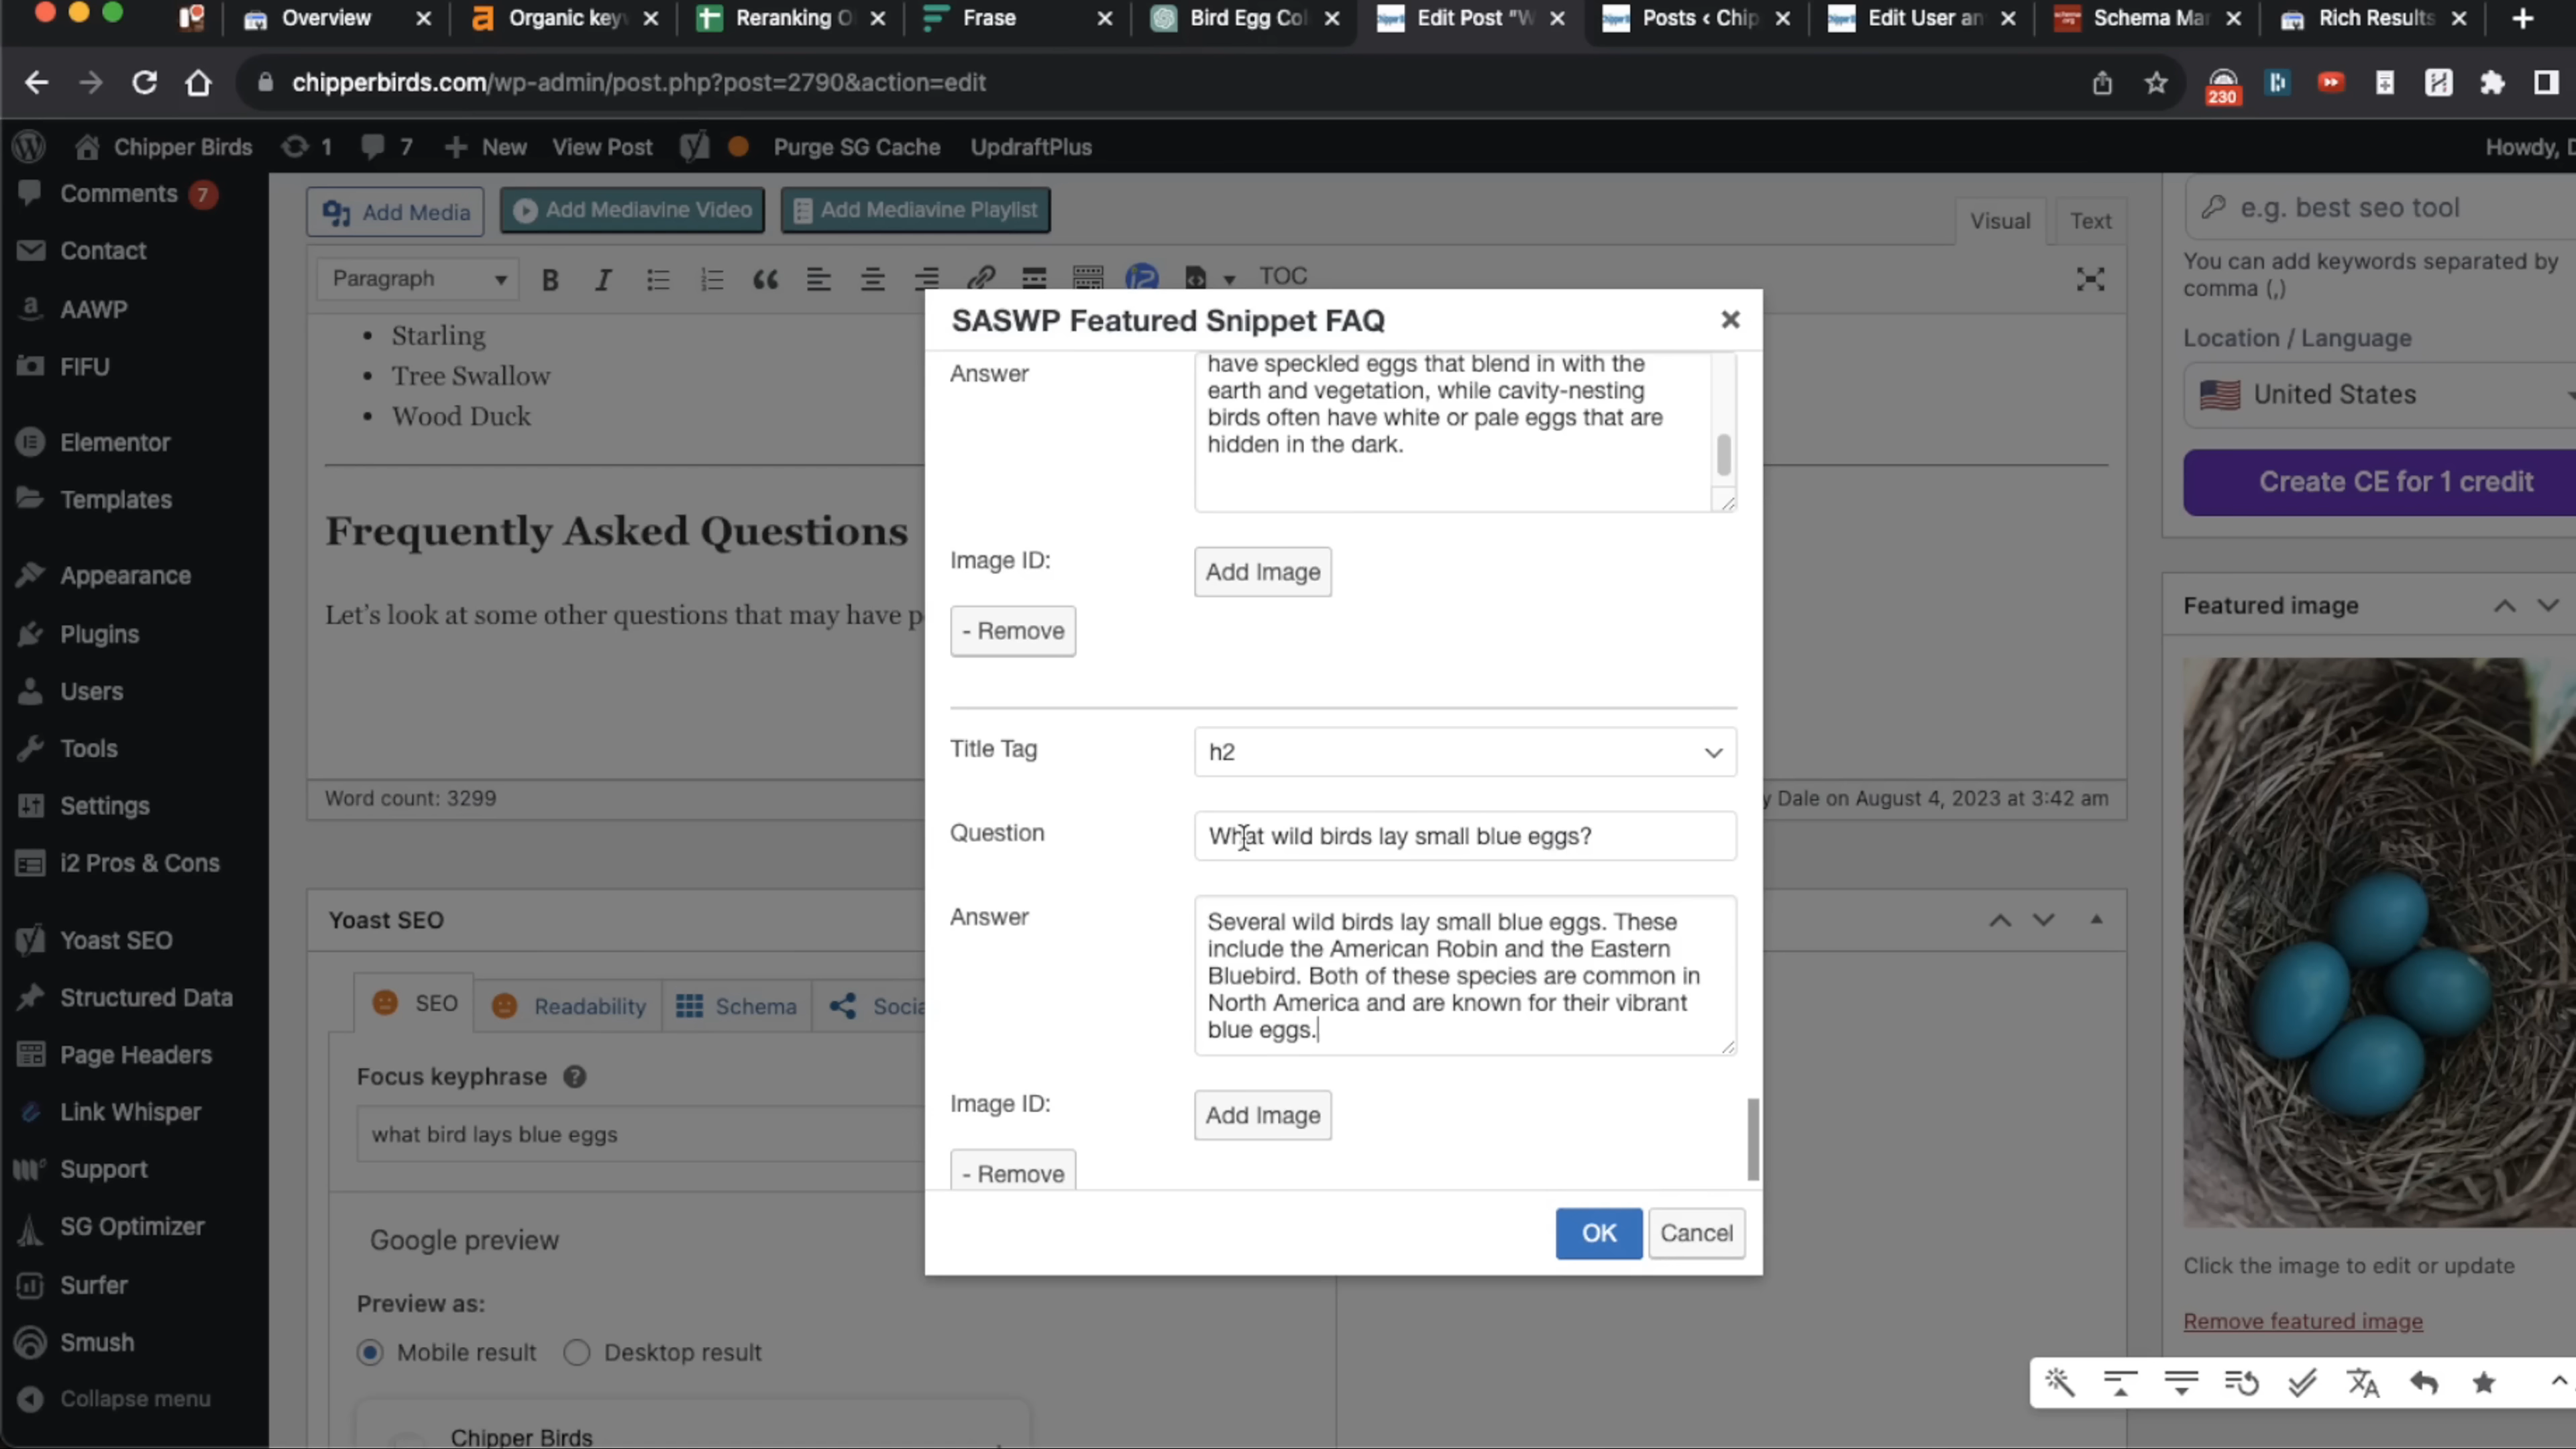 Overview
Organic key
Reranking O
Frase
Bird Egg Col
Edit Post "W
Posts ‹ Chip
Edit User an
Schema Mar
Rich Results
chipperbirds.com/wp-admin/post.php?post=2790&action=edit
230
Chipper Birds
1
7
New
View Post
Purge SG Cache
UpdraftPlus
Howdy, D
Comments 7
Contact
AAWP
FIFU
Elementor
Templates
Appearance
Plugins
Users
Tools
Settings
i2 Pros & Cons
Yoast SEO
Structured Data
Page Headers
Link Whisper
Support
SG Optimizer
Surfer
Smush
Collapse menu
Add Media
Add Mediavine Video
Add Mediavine Playlist
Visual
Text
Paragraph
B
I
TOC
• Starling
• Tree Swallow
• Wood Duck
Frequently Asked Questions
Let's look at some other questions that may have p
Word count: 3299
y Dale on August 4, 2023 at 3:42 am
Yoast SEO
SEO
Readability
Schema
Socia
Focus keyphrase
what bird lays blue eggs
Google preview
Preview as:
Mobile result
Desktop result
Chipper Birds
SASWP Featured Snippet FAQ
Answer
have speckled eggs that blend in with the
earth and vegetation, while cavity-nesting
birds often have white or pale eggs that are
hidden in the dark.
Image ID:
Add Image
- Remove
Title Tag
h2
Question
What wild birds lay small blue eggs?
Answer
Several wild birds lay small blue eggs. These
include the American Robin and the Eastern
Bluebird. Both of these species are common in
North America and are known for their vibrant
blue eggs.
Image ID:
Add Image
- Remove
OK
Cancel
e.g. best seo tool
You can add keywords separated by
comma (,)
Location / Language
United States
Create CE for 1 credit
Featured image
Click the image to edit or update
Remove featured image